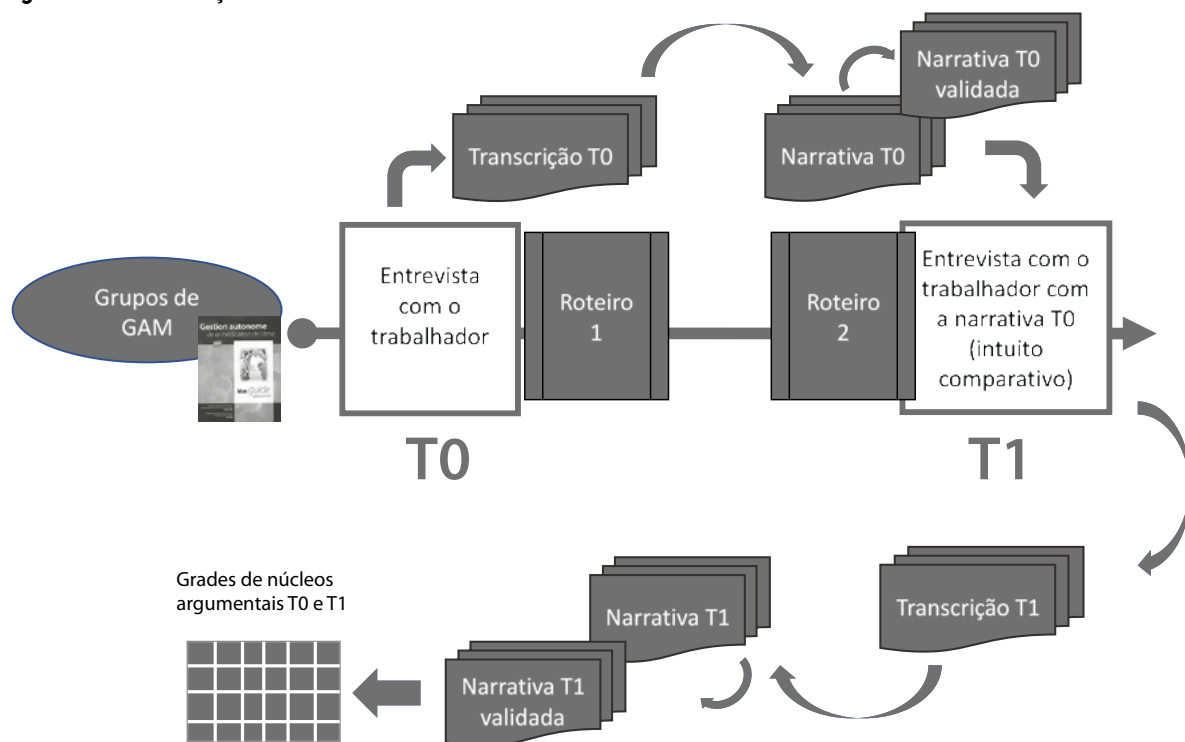 Transcrição T0
Narrativa T0
Narrativa T0
validada
Grupos de
GAM
Gestion autonome
Mon guide
Entrevista
com o
trabalhador
Roteiro
1
Roteiro
2
Entrevista com o
trabalhador com
a narrativa T0
(intuito
comparativo)
T0
T1
Transcrição T1
Narrativa T1
Narrativa T1
validada
Grades de núcleos
argumentais T0 e T1